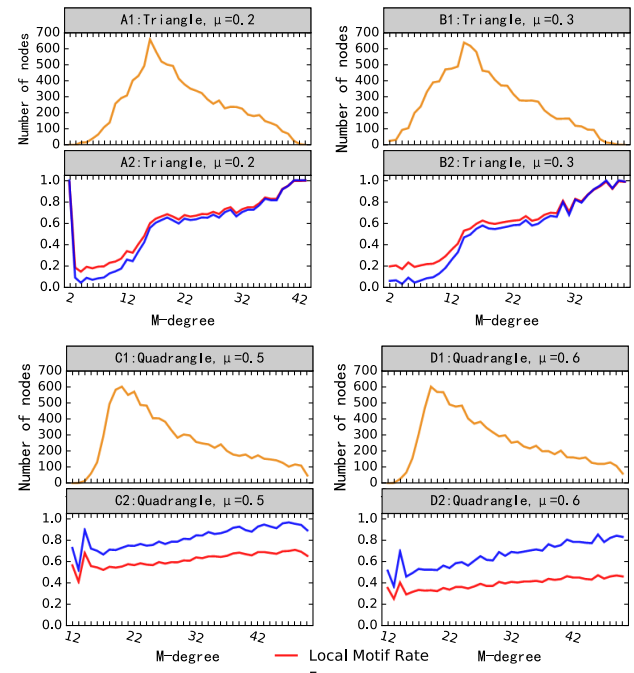 A1:Triangle, μ=0.2
Number of nodes
700
600
500
400
300
200
100
0
A2:Triangle, μ=0.2
1.0
0.8
0.6
0.4
0.2
0.0
2 12 22 32 42
M-degree
B1:Triangle, μ=0.3
Number of nodes
700
600
500
400
300
200
100
0
B2:Triangle, μ=0.3
1.0
0.8
0.6
0.4
0.2
0.0
2 12 22 32
M-degree
C1:Quadrangle, μ=0.5
Number of nodes
700
600
500
400
300
200
100
0
C2:Quadrangle, μ=0.5
1.0
0.8
0.6
0.4
0.2
0.0
12 22 32 42
M-degree
D1:Quadrangle, μ=0.6
Number of nodes
700
600
500
400
300
200
100
0
D2:Quadrangle, μ=0.6
1.0
0.8
0.6
0.4
0.2
0.0
12 22 32 42
M-degree
Local Motif Rate